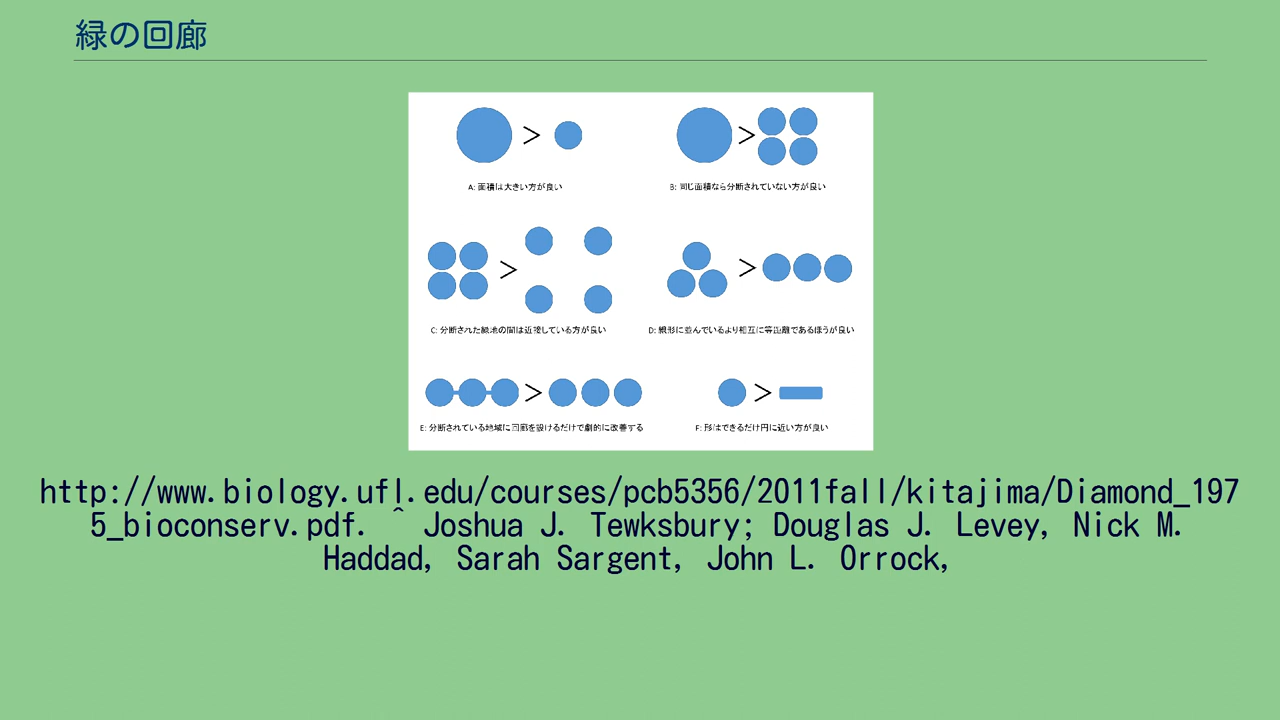 緑の回廊
A: 面積は大きい方が良い
B: 同じ面積なら分断されていない方が良い
C: 分断された緑地の間は近接している方が良い
D: 線形に並んでいるより相互に等距離であるほうが良い
E: 分断されている地域に回廊を設けるだけで劇的に改善する
F: 形はできるだけ円に近い方が良い
http://www.biology.ufl.edu/courses/pcb5356/2011fall/kitajima/Diamond_197
5_bioconserv.pdf. ^ Joshua J. Tewksbury; Douglas J. Levey, Nick M.
Haddad, Sarah Sargent, John L. Orrock,